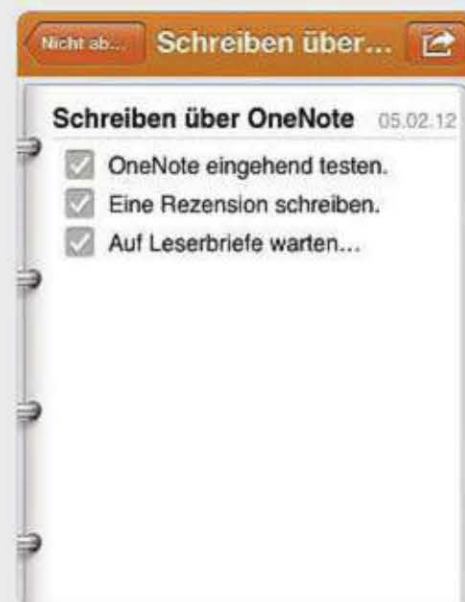 Nicht ab...
Schreiben über...
Schreiben über OneNote 05.02.12
OneNote eingehend testen.
Eine Rezension schreiben.
Auf Leserbriefe warten...